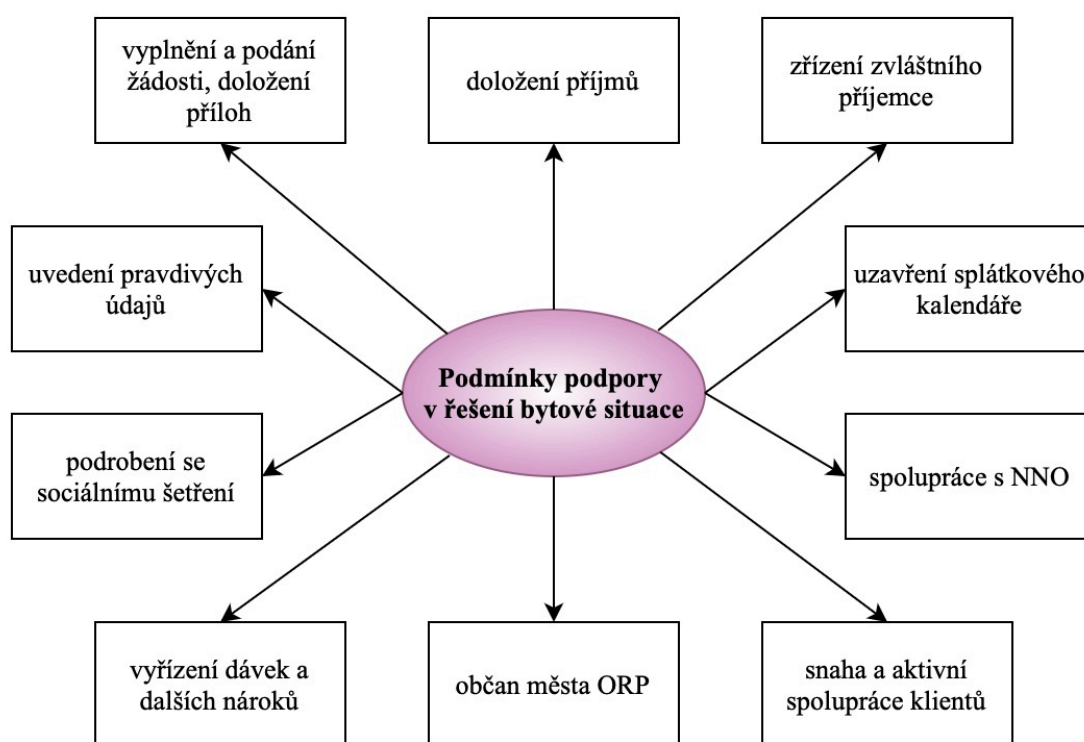 vyplnění a podání
žádosti, doložení
příloh
doložení příjmů
zřízení zvláštního
příjemce
uvedení pravdivých
údajů
uzavření splátkového
kalendáře
Podmínky podpory
v řešení bytové situace
podrobení se
sociálnímu šetření
spolupráce s NNO
vyřízení dávek a
dalších nároků
občan města ORP
snaha a aktivní
spolupráce klientů